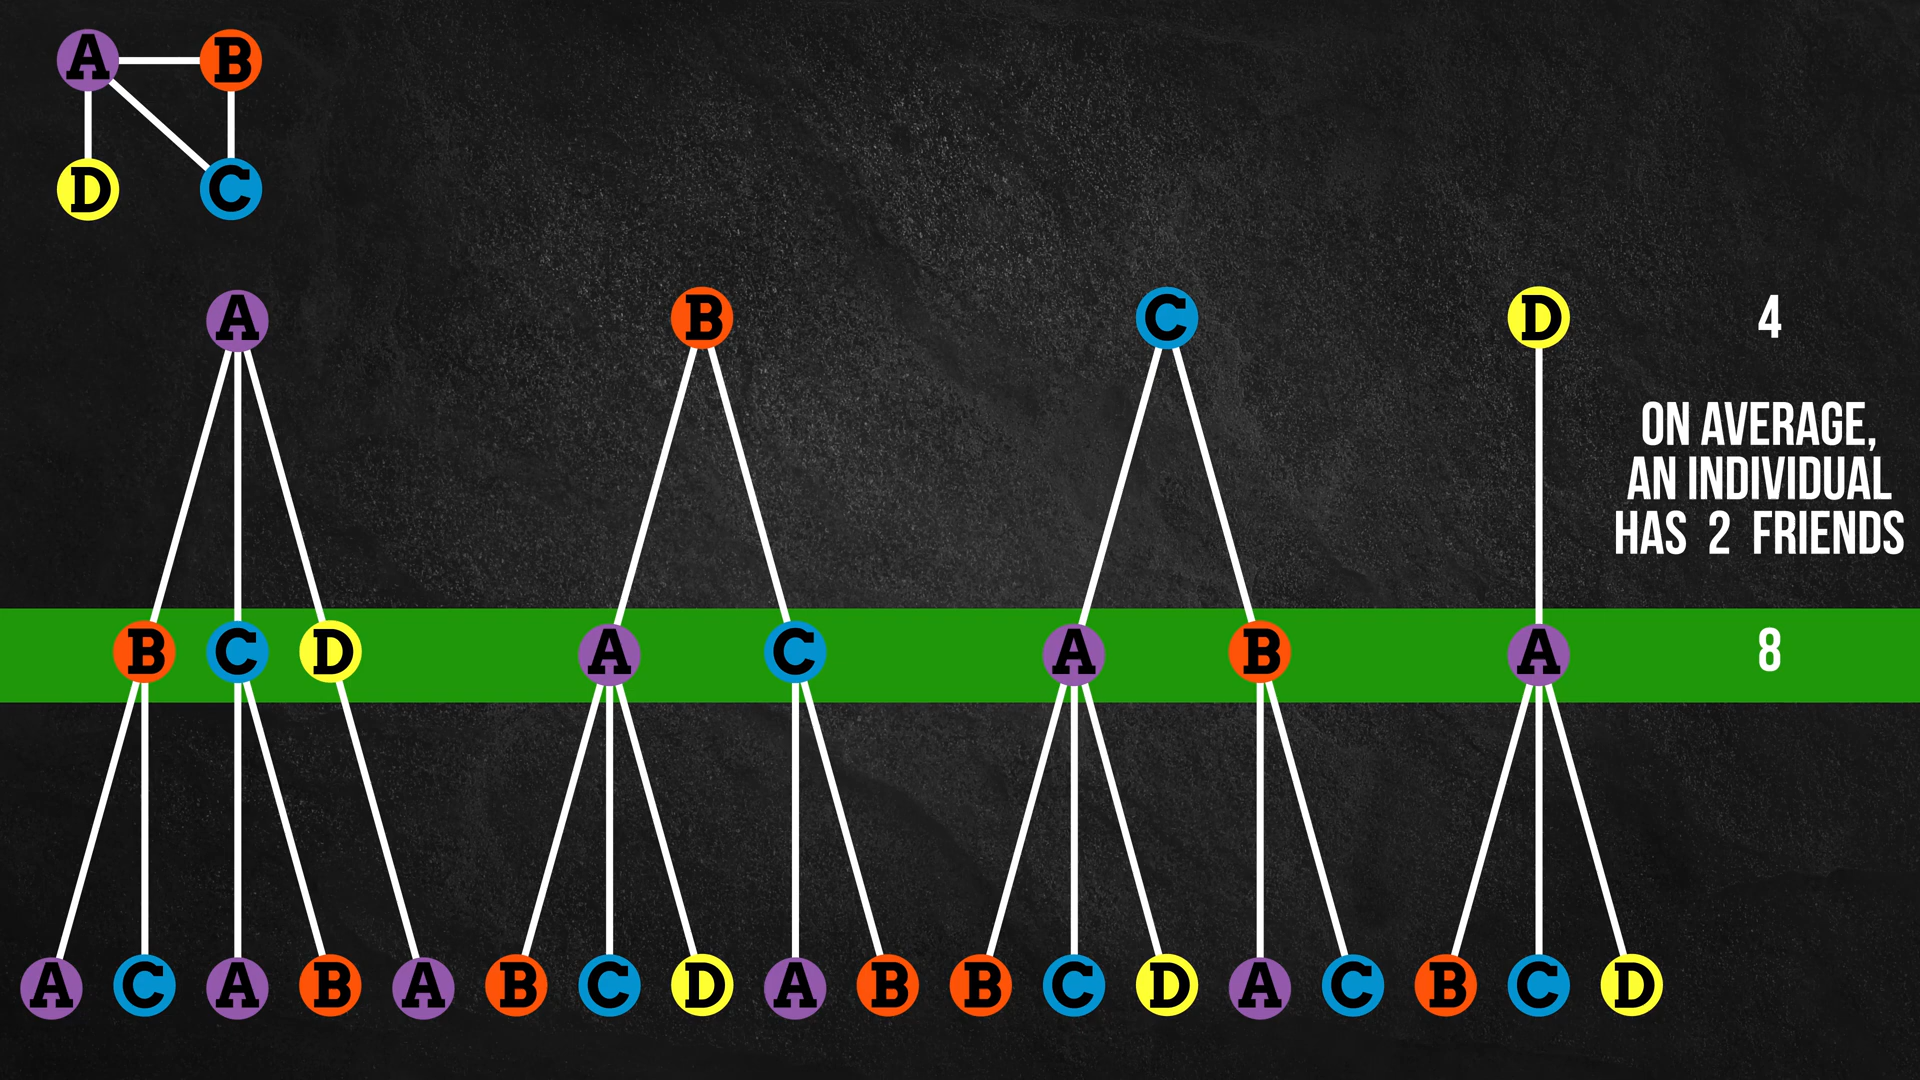 A B
D C
A B C D 4
ON AVERAGE,
AN INDIVIDUAL
HAS 2 FRIENDS
B C D A C A B A 8
A C A B A B C D A B B C D A C B C D